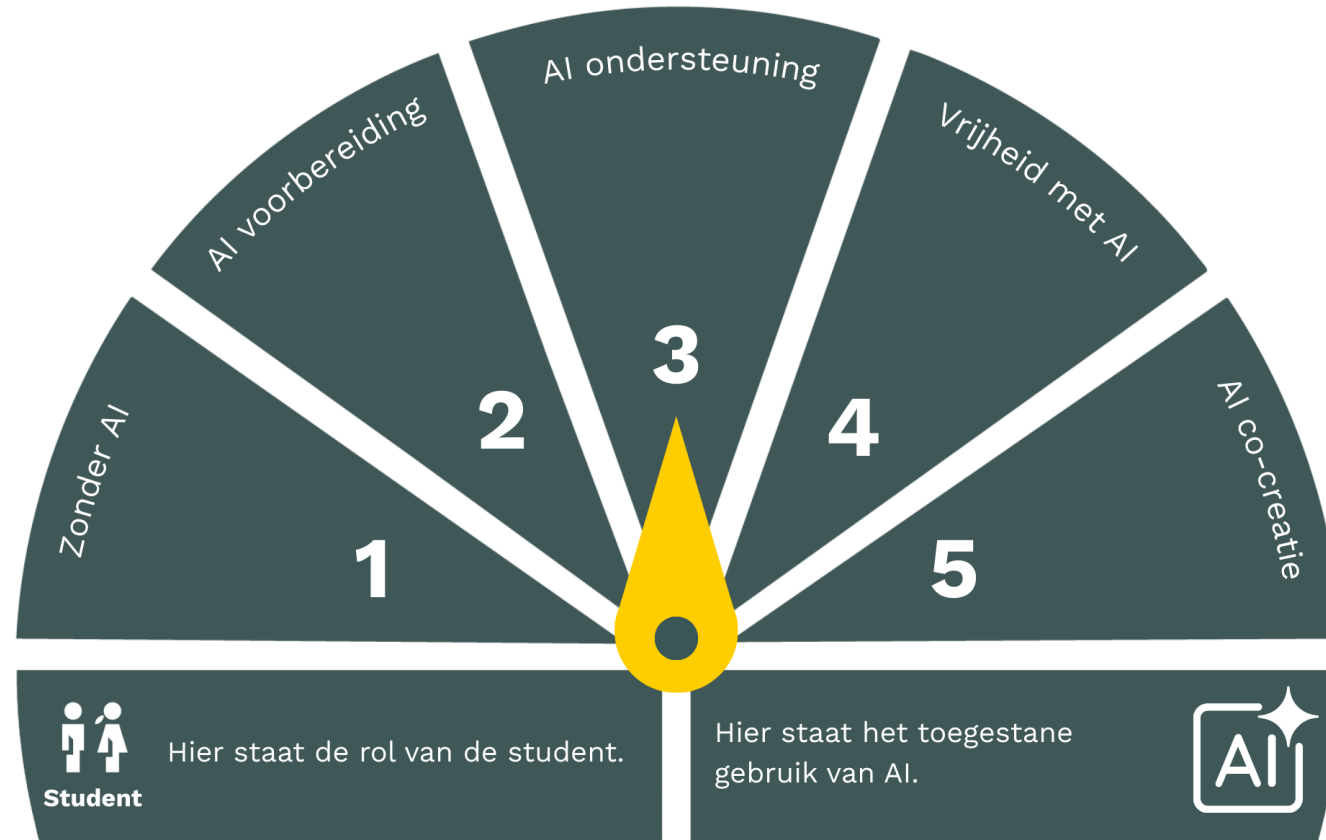 Zonder AI
1
AI voorbereiding
2
AI ondersteuning
3
Vrijheid met AI
4
AI co-creatie
5
Student
Hier staat de rol van de student.
Hier staat het toegestane
gebruik van AI.
AI